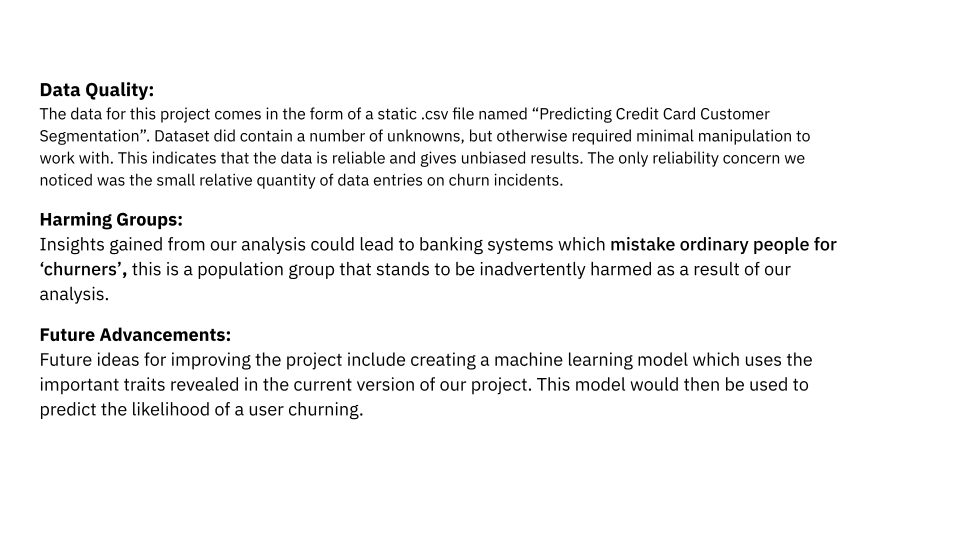 Data Quality:
The data for this project comes in the form of a static .csv file named “Predicting Credit Card Customer
Segmentation”. Dataset did contain a number of unknowns, but otherwise required minimal manipulation to
work with. This indicates that the data is reliable and gives unbiased results. The only reliability concern we
noticed was the small relative quantity of data entries on churn incidents.
Harming Groups:
Insights gained from our analysis could lead to banking systems which mistake ordinary people for
‘churners’, this is a population group that stands to be inadvertently harmed as a result of our
analysis.
Future Advancements:
Future ideas for improving the project include creating a machine learning model which uses the
important traits revealed in the current version of our project. This model would then be used to
predict the likelihood of a user churning.